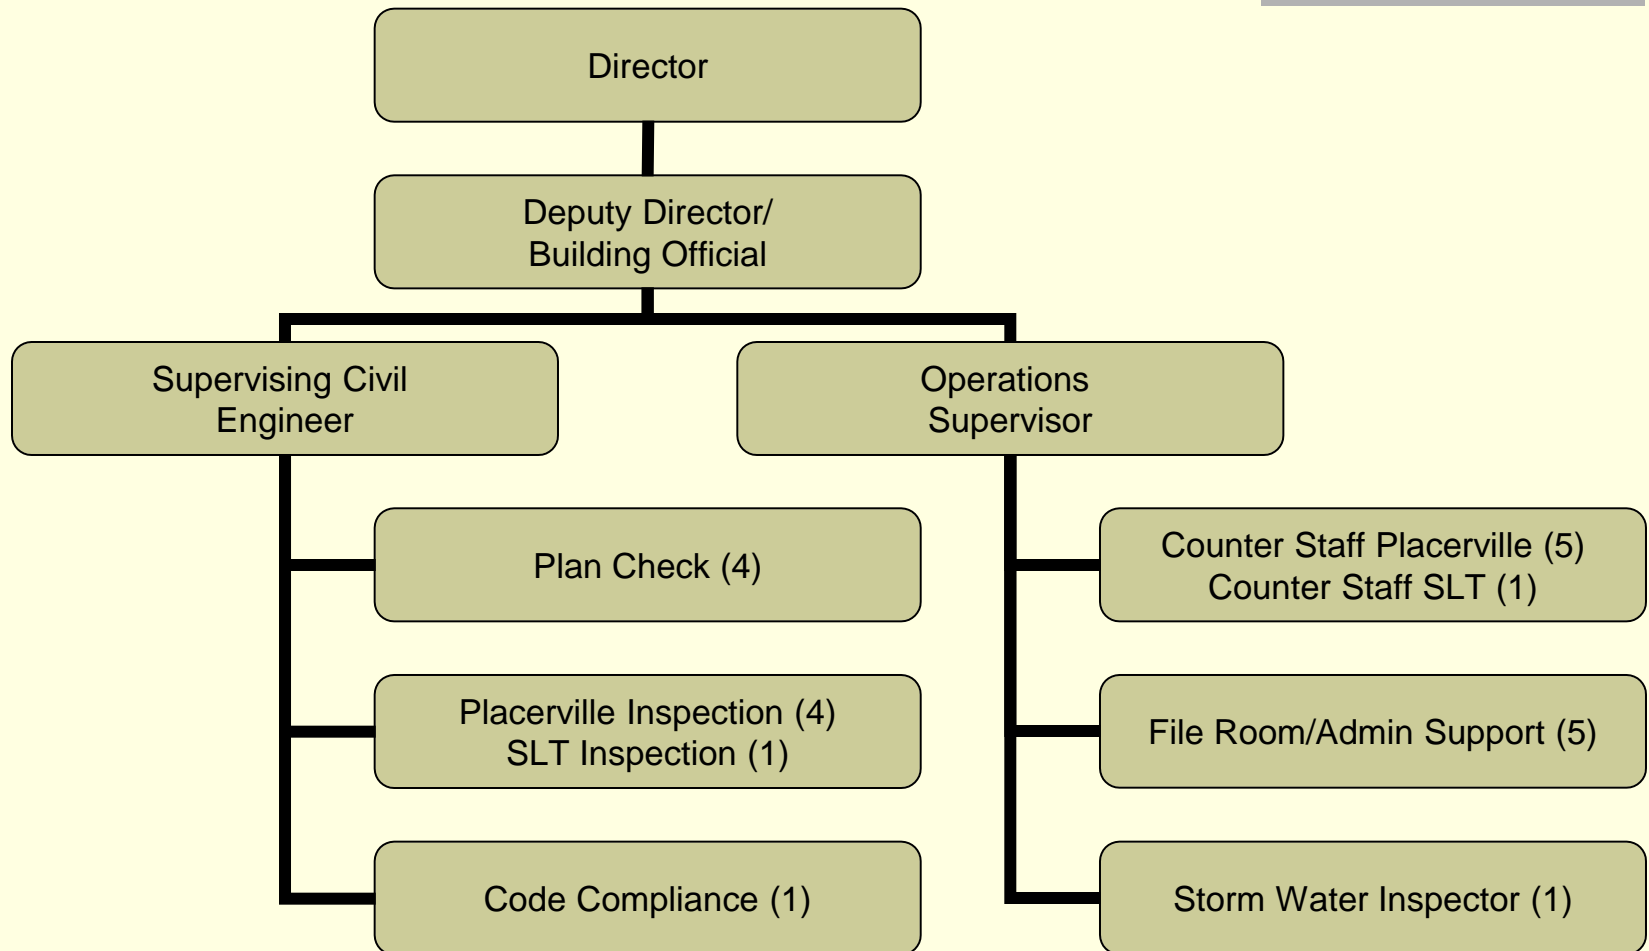 Director
Deputy Director/
Building Official
Supervising Civil
Engineer
Operations
Supervisor
Plan Check (4)
Placerville Inspection (4)
SLT Inspection (1)
Code Compliance (1)
Counter Staff Placerville (5)
Counter Staff SLT (1)
File Room/Admin Support (5)
Storm Water Inspector (1)